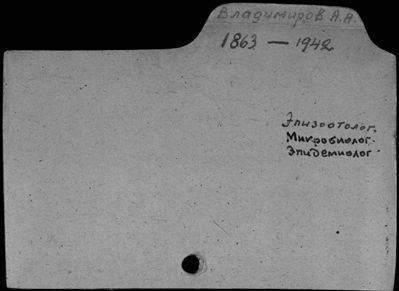 Владимиров А.А.
1863 — 1942
Эпизоотолог.
Микробиолог.
Эпидемиолог.